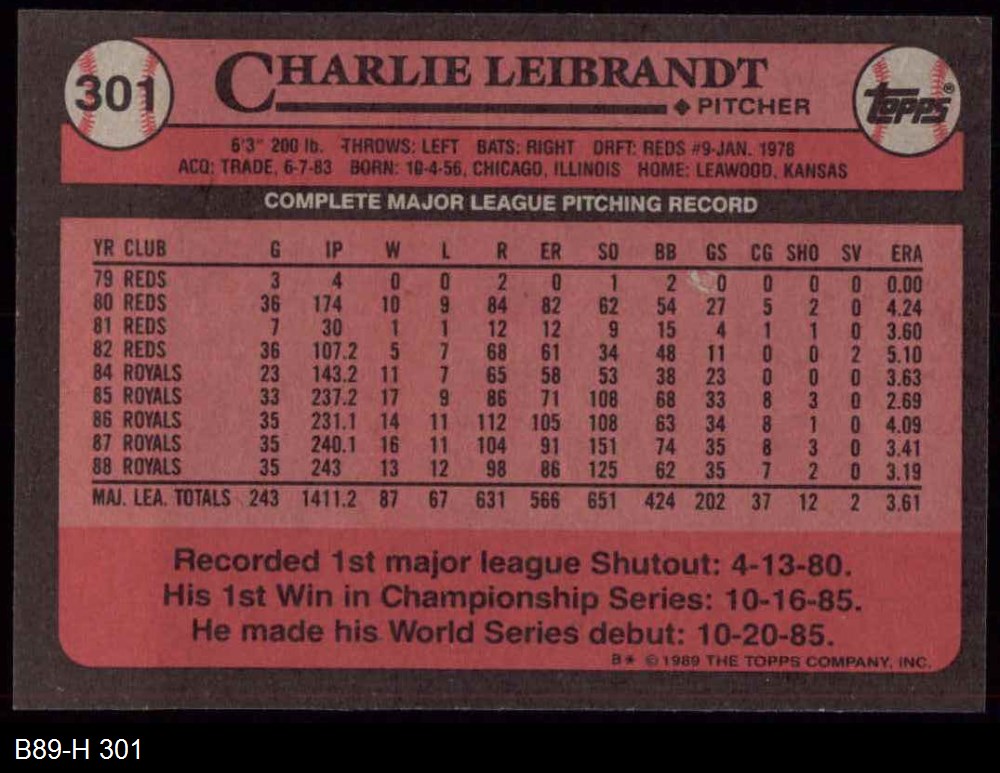 301
CHARLIE LEIBRANDT
PITCHER
TOPPS®
6'3" 200 lb. THROWS: LEFT BATS: RIGHT DRFT: REDS #9-JAN. 1978
ACQ: TRADE, 6-7-83 BORN: 10-4-56, CHICAGO, ILLINOIS HOME: LEAWOOD, KANSAS
COMPLETE MAJOR LEAGUE PITCHING RECORD
YR CLUB G IP W L R ER SO BB GS CG SHO SV ERA
79 REDS 3 4 0 0 2 0 1 2 0 0 0 0 0.00
80 REDS 36 174 10 9 84 82 62 54 27 5 2 0 4.24
81 REDS 7 30 1 1 12 12 9 15 4 1 1 0 3.60
82 REDS 36 107.2 5 7 68 61 34 48 11 0 0 2 5.10
84 ROYALS 23 143.2 11 7 65 58 53 38 23 0 0 0 3.63
85 ROYALS 33 237.2 17 9 86 71 108 68 33 8 3 0 2.69
86 ROYALS 35 231.1 14 11 112 105 108 63 34 8 1 0 4.09
87 ROYALS 35 240.1 16 11 104 91 151 74 35 8 3 0 3.41
88 ROYALS 35 243 13 12 98 86 125 62 35 7 2 0 3.19
MAJ. LEA. TOTALS 243 1411.2 87 67 631 566 651 424 202 37 12 2 3.61
Recorded 1st major league Shutout: 4-13-80.
His 1st Win in Championship Series: 10-16-85.
He made his World Series debut: 10-20-85.
B* © 1989 THE TOPPS COMPANY, INC.
B89-H 301